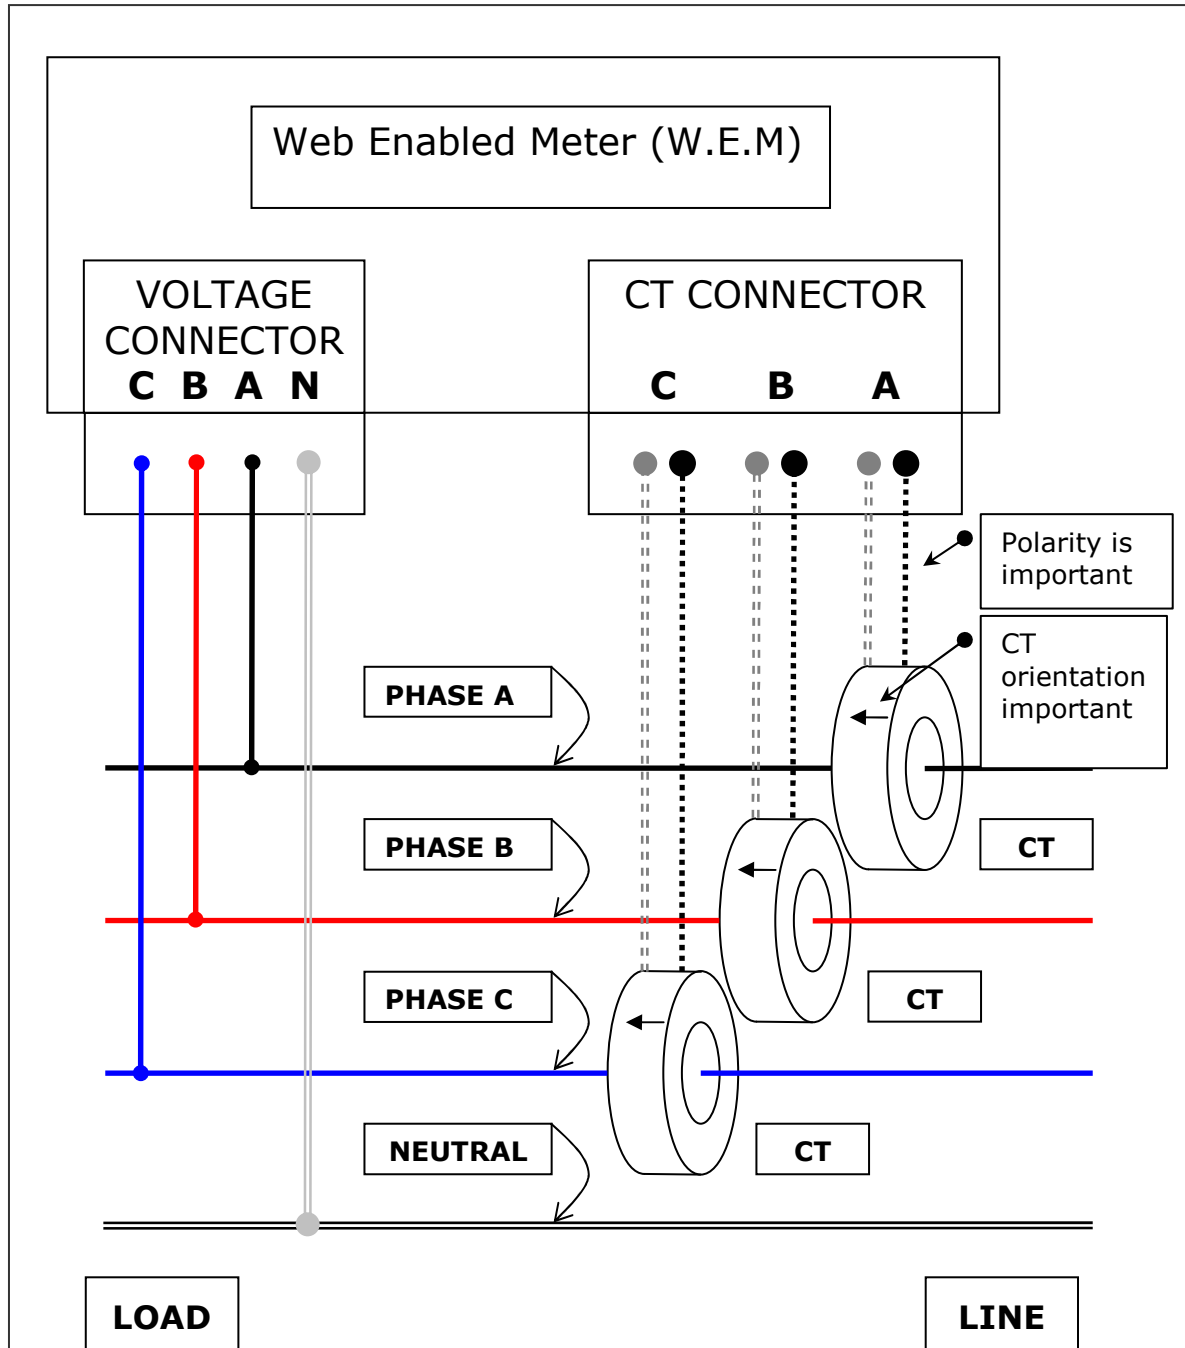 Web Enabled Meter (W.E.M)
VOLTAGE
CONNECTOR
C B A N
CT CONNECTOR
C B A
Polarity is
important
CT
orientation
important
PHASE A
PHASE B
CT
PHASE C
CT
NEUTRAL
CT
LOAD
LINE